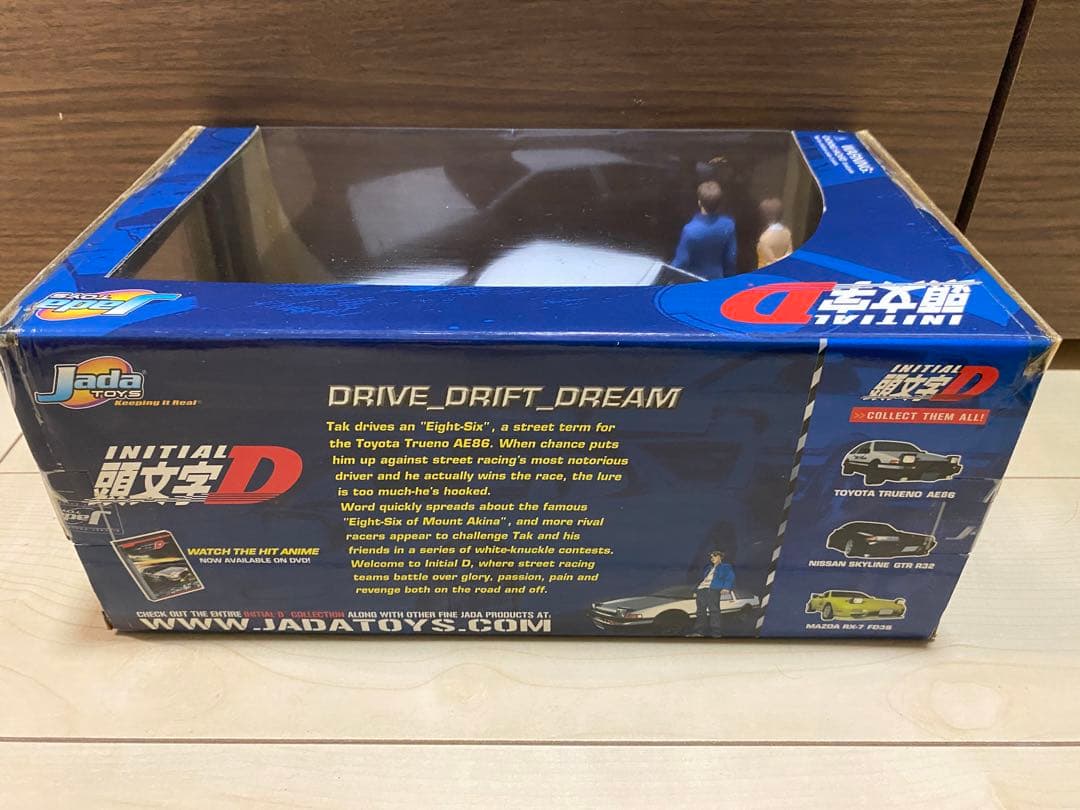 WARNING:
Jada
TOYS
INITIAL
頭文字D
Jada
TOYS
Keeping it Real
INITIAL
頭文字D
WATCH THE HIT ANIME
NOW AVAILABLE ON DVD!
DRIVE_DRIFT_DREAM
Tak drives an "Eight-Six", a street term for
the Toyota Trueno AE86. When chance puts
him up against street racing's most notorious
driver and he actually wins the race, the lure
is too much-he's hooked.
Word quickly spreads about the famous
"Eight-Six of Mount Akina", and more rival
racers appear to challenge Tak and his
friends in a series of white-knuckle contests.
Welcome to Initial D, where street racing
teams battle over glory, passion, pain and
revenge both on the road and off.
CHECK OUT THE ENTIRE INITIAL D COLLECTION ALONG WITH OTHER FINE JADA PRODUCTS AT:
WWW.JADATOYS.COM
INITIAL
頭文字D
>>COLLECT THEM ALL!
TOYOTA TRUENO AE86
NISSAN SKYLINE GTR R32
MAZDA RX-7 FD3S